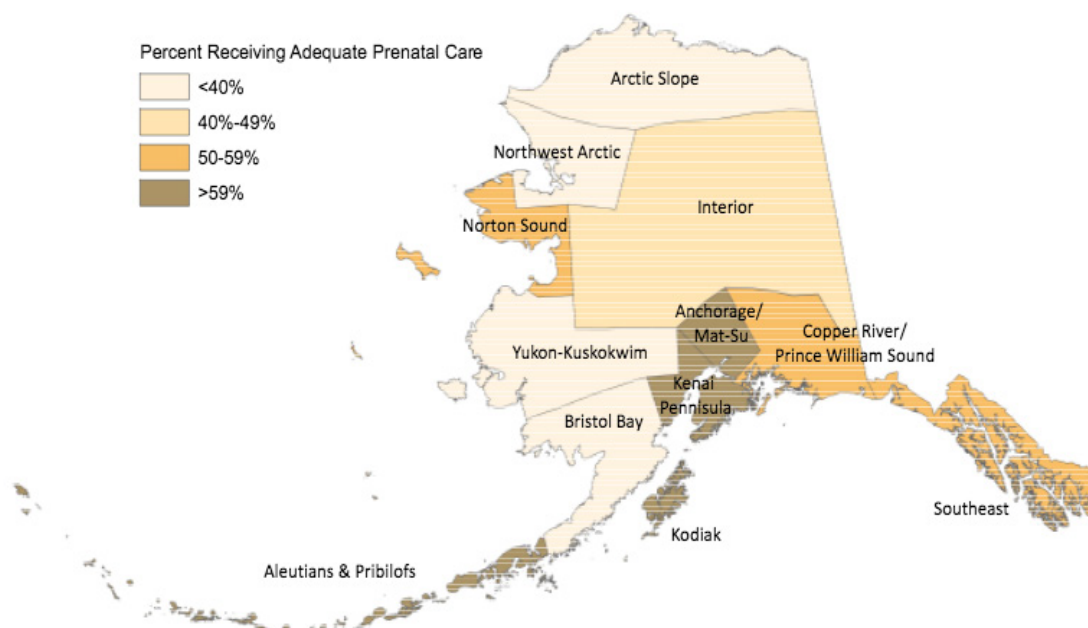 Percent Receiving Adequate Prenatal Care
<40%
40%-49%
50-59%
>59%
Arctic Slope
Northwest Arctic
Interior
Norton Sound
Anchorage/
Mat-Su
Copper River/
Prince William Sound
Yukon-Kuskokwim
Kenai
Pennisula
Bristol Bay
Southeast
Kodiak
Aleutians & Pribilofs